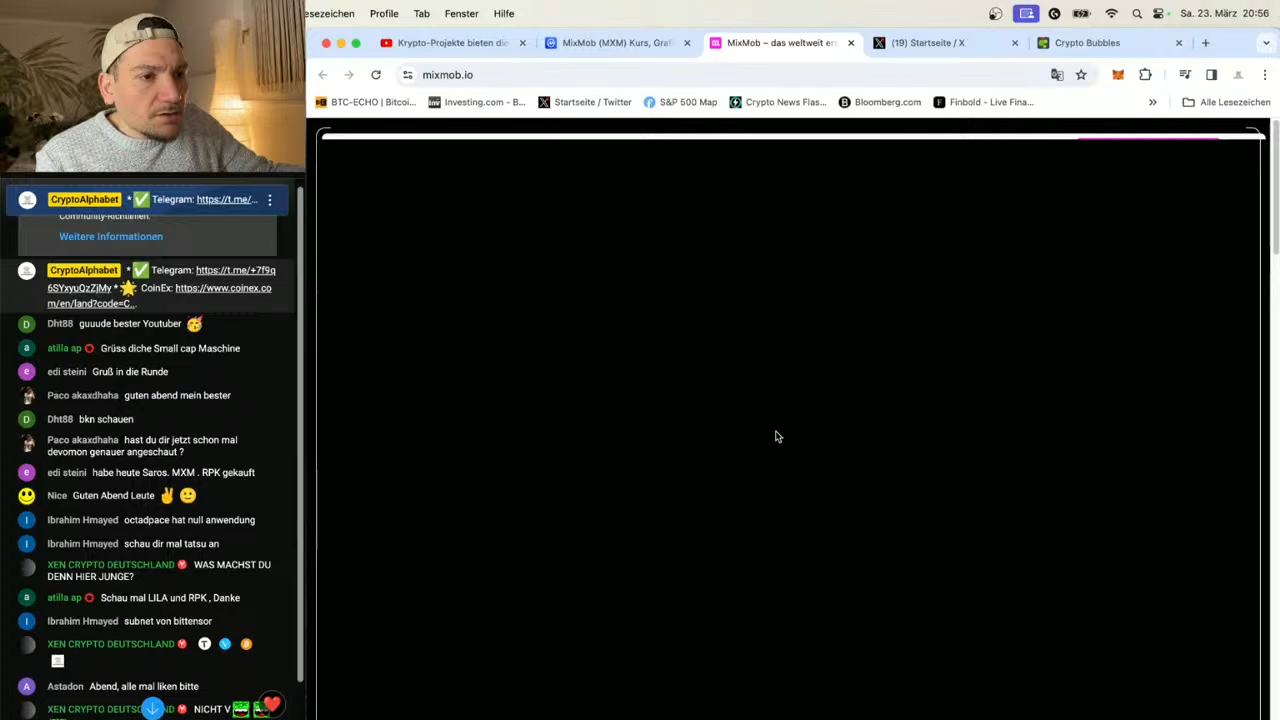 esezeichen Profile Tab Fenster Hilfe
Sa. 23. März 20:56
Krypto-Projekte bieten die
MixMob (MXM) Kurs, Graf
MixMob – das weltweit ers
(19) Startseite / X
Crypto Bubbles
mixmob.io
BTC-ECHO | Bitcoi...
Investing.com - B...
Startseite / Twitter
S&P 500 Map
Crypto News Flas...
Bloomberg.com
Finbold - Live Fina...
Alle Lesezeichen
CryptoAlphabet * ✅ Telegram: https://t.me/...
Community-Richtlinien.
Weitere Informationen
CryptoAlphabet * ✅ Telegram: https://t.me/+7f9q
6SYxyuOzZjMy * 🌟 CoinEx: https://www.coinex.co
m/en/land?code=C...
Dht88 guuude bester Youtuber 🥳
atilla ap ⭕ Grüss diche Small cap Maschine
edi steini Gruß in die Runde
Paco akaxdhaha guten abend mein bester
Dht88 bkn schauen
Paco akaxdhaha hast du dir jetzt schon mal
devomon genauer angeschaut ?
edi steini habe heute Saros. MXM . RPK gekauft
Nice Guten Abend Leute ✌️ 🙂
Ibrahim Hmayed octadpace hat null anwendung
Ibrahim Hmayed schau dir mal tatsu an
XEN CRYPTO DEUTSCHLAND WAS MACHST DU
DENN HIER JUNGE?
atilla ap ⭕ Schau mal LILA und RPK , Danke
Ibrahim Hmayed subnet von bittensor
XEN CRYPTO DEUTSCHLAND
Astadon Abend, alle mal liken bitte
XEN CRYPTO DEUTSC NICHT V